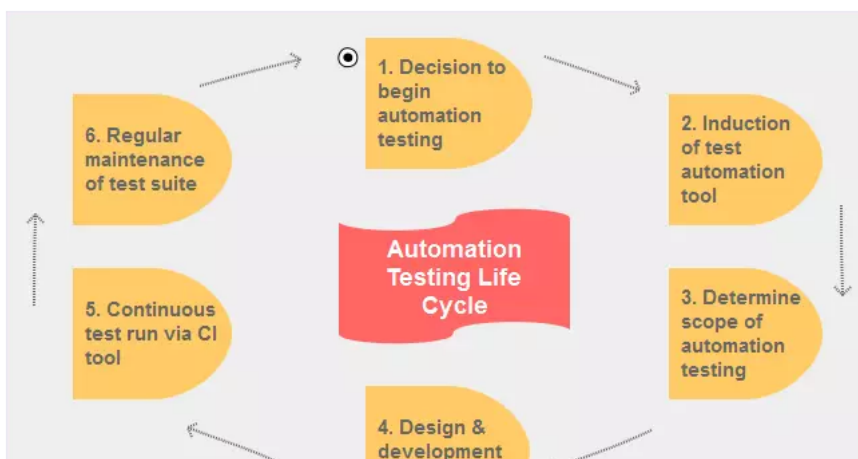 1. Decision to
begin
automation
testing
2. Induction
of test
automation
tool
3. Determine
scope of
automation
testing
4. Design &
development
5. Continuous
test run via CI
tool
6. Regular
maintenance
of test suite
Automation
Testing Life
Cycle